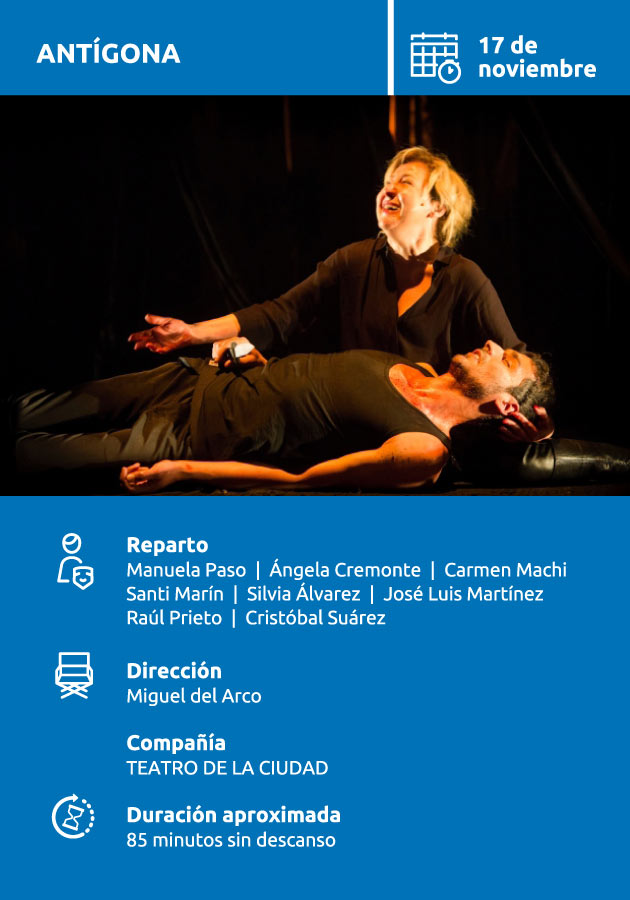 ANTÍGONA
17 de
noviembre
Reparto
Manuela Paso | Ángela Cremonte | Carmen Machi
Santi Marín | Silvia Álvarez | José Luis Martínez
Raúl Prieto | Cristóbal Suárez
Dirección
Miguel del Arco
Compañía
TEATRO DE LA CIUDAD
Duración aproximada
85 minutos sin descanso